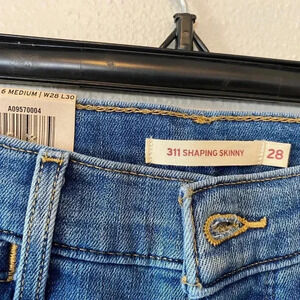 6 MEDIUM | W28 L30
A09570004
311 SHAPING SKINNY
28